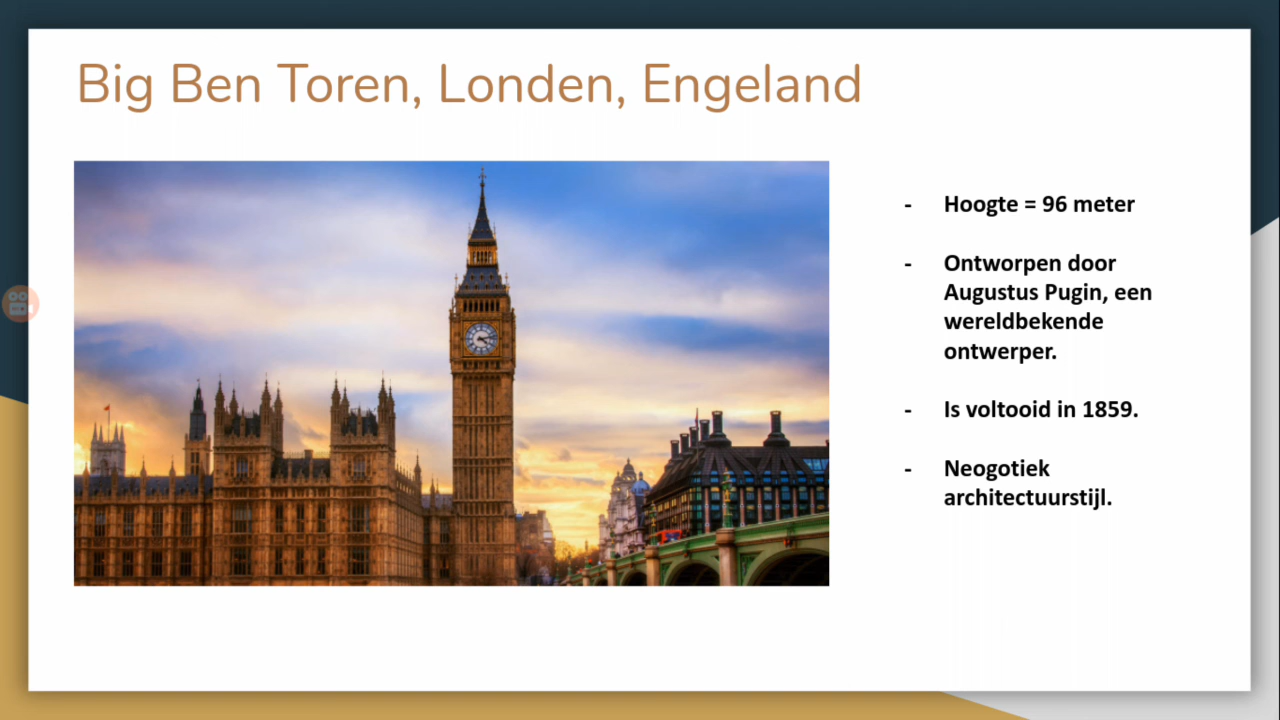 Big Ben Toren, Londen, Engeland
- Hoogte = 96 meter
- Ontworpen door
Augustus Pugin, een
wereldbekende
ontwerper.
- Is voltooid in 1859.
- Neogotiek
architectuurstijl.